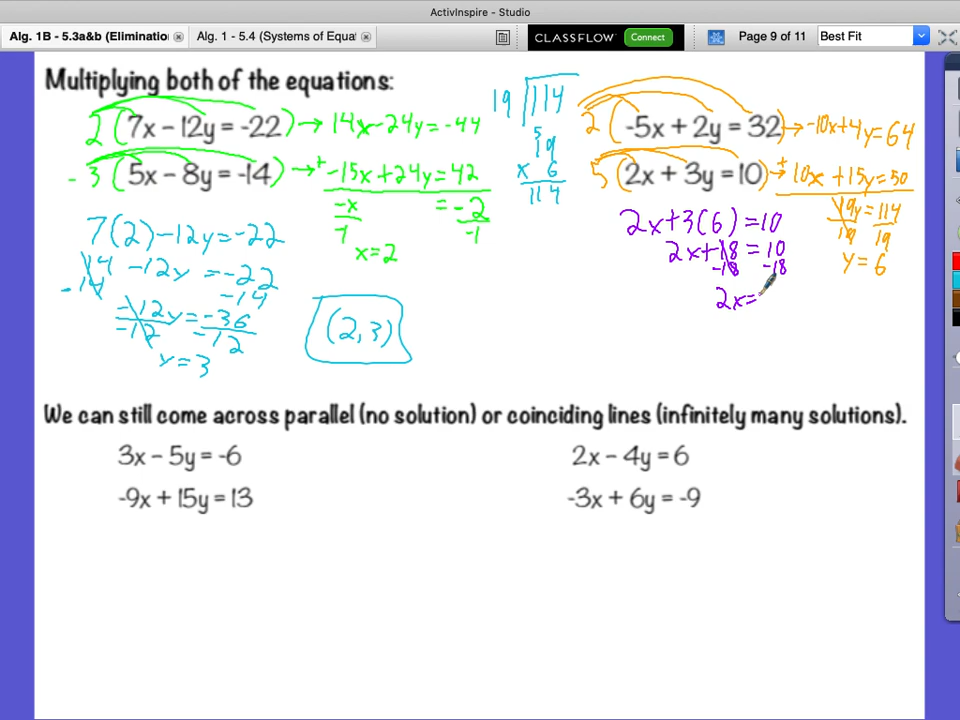 ActivInspire - Studio
Alg. 1B - 5.3a&b (Eliminatio
Alg. 1 - 5.4 (Systems of Equat
CLASSFLOW Connect
Page 9 of 11
Best Fit
Multiplying both of the equations:
2(7x – 12y = -22) → 14x-24y=-44
-3(5x – 8y = -14) →+ -15x+24y=42
-x = -2
-1 -1
x=2
7(2)-12y=-22
14 -12y = -22
-14 -14
-12y = -36
-12 -12
y=3
(2,3)
19 114
5
19
x 6
114
2(-5x + 2y = 32) → -10x+4y=64
5(2x + 3y = 10) →+ 10x+15y=50
19y=114
19 19
y=6
2x+3(6)=10
2x+18=10
-18 -18
2x=
We can still come across parallel (no solution) or coinciding lines (infinitely many solutions).
3x – 5y = -6
-9x + 15y = 13
2x – 4y = 6
-3x + 6y = -9